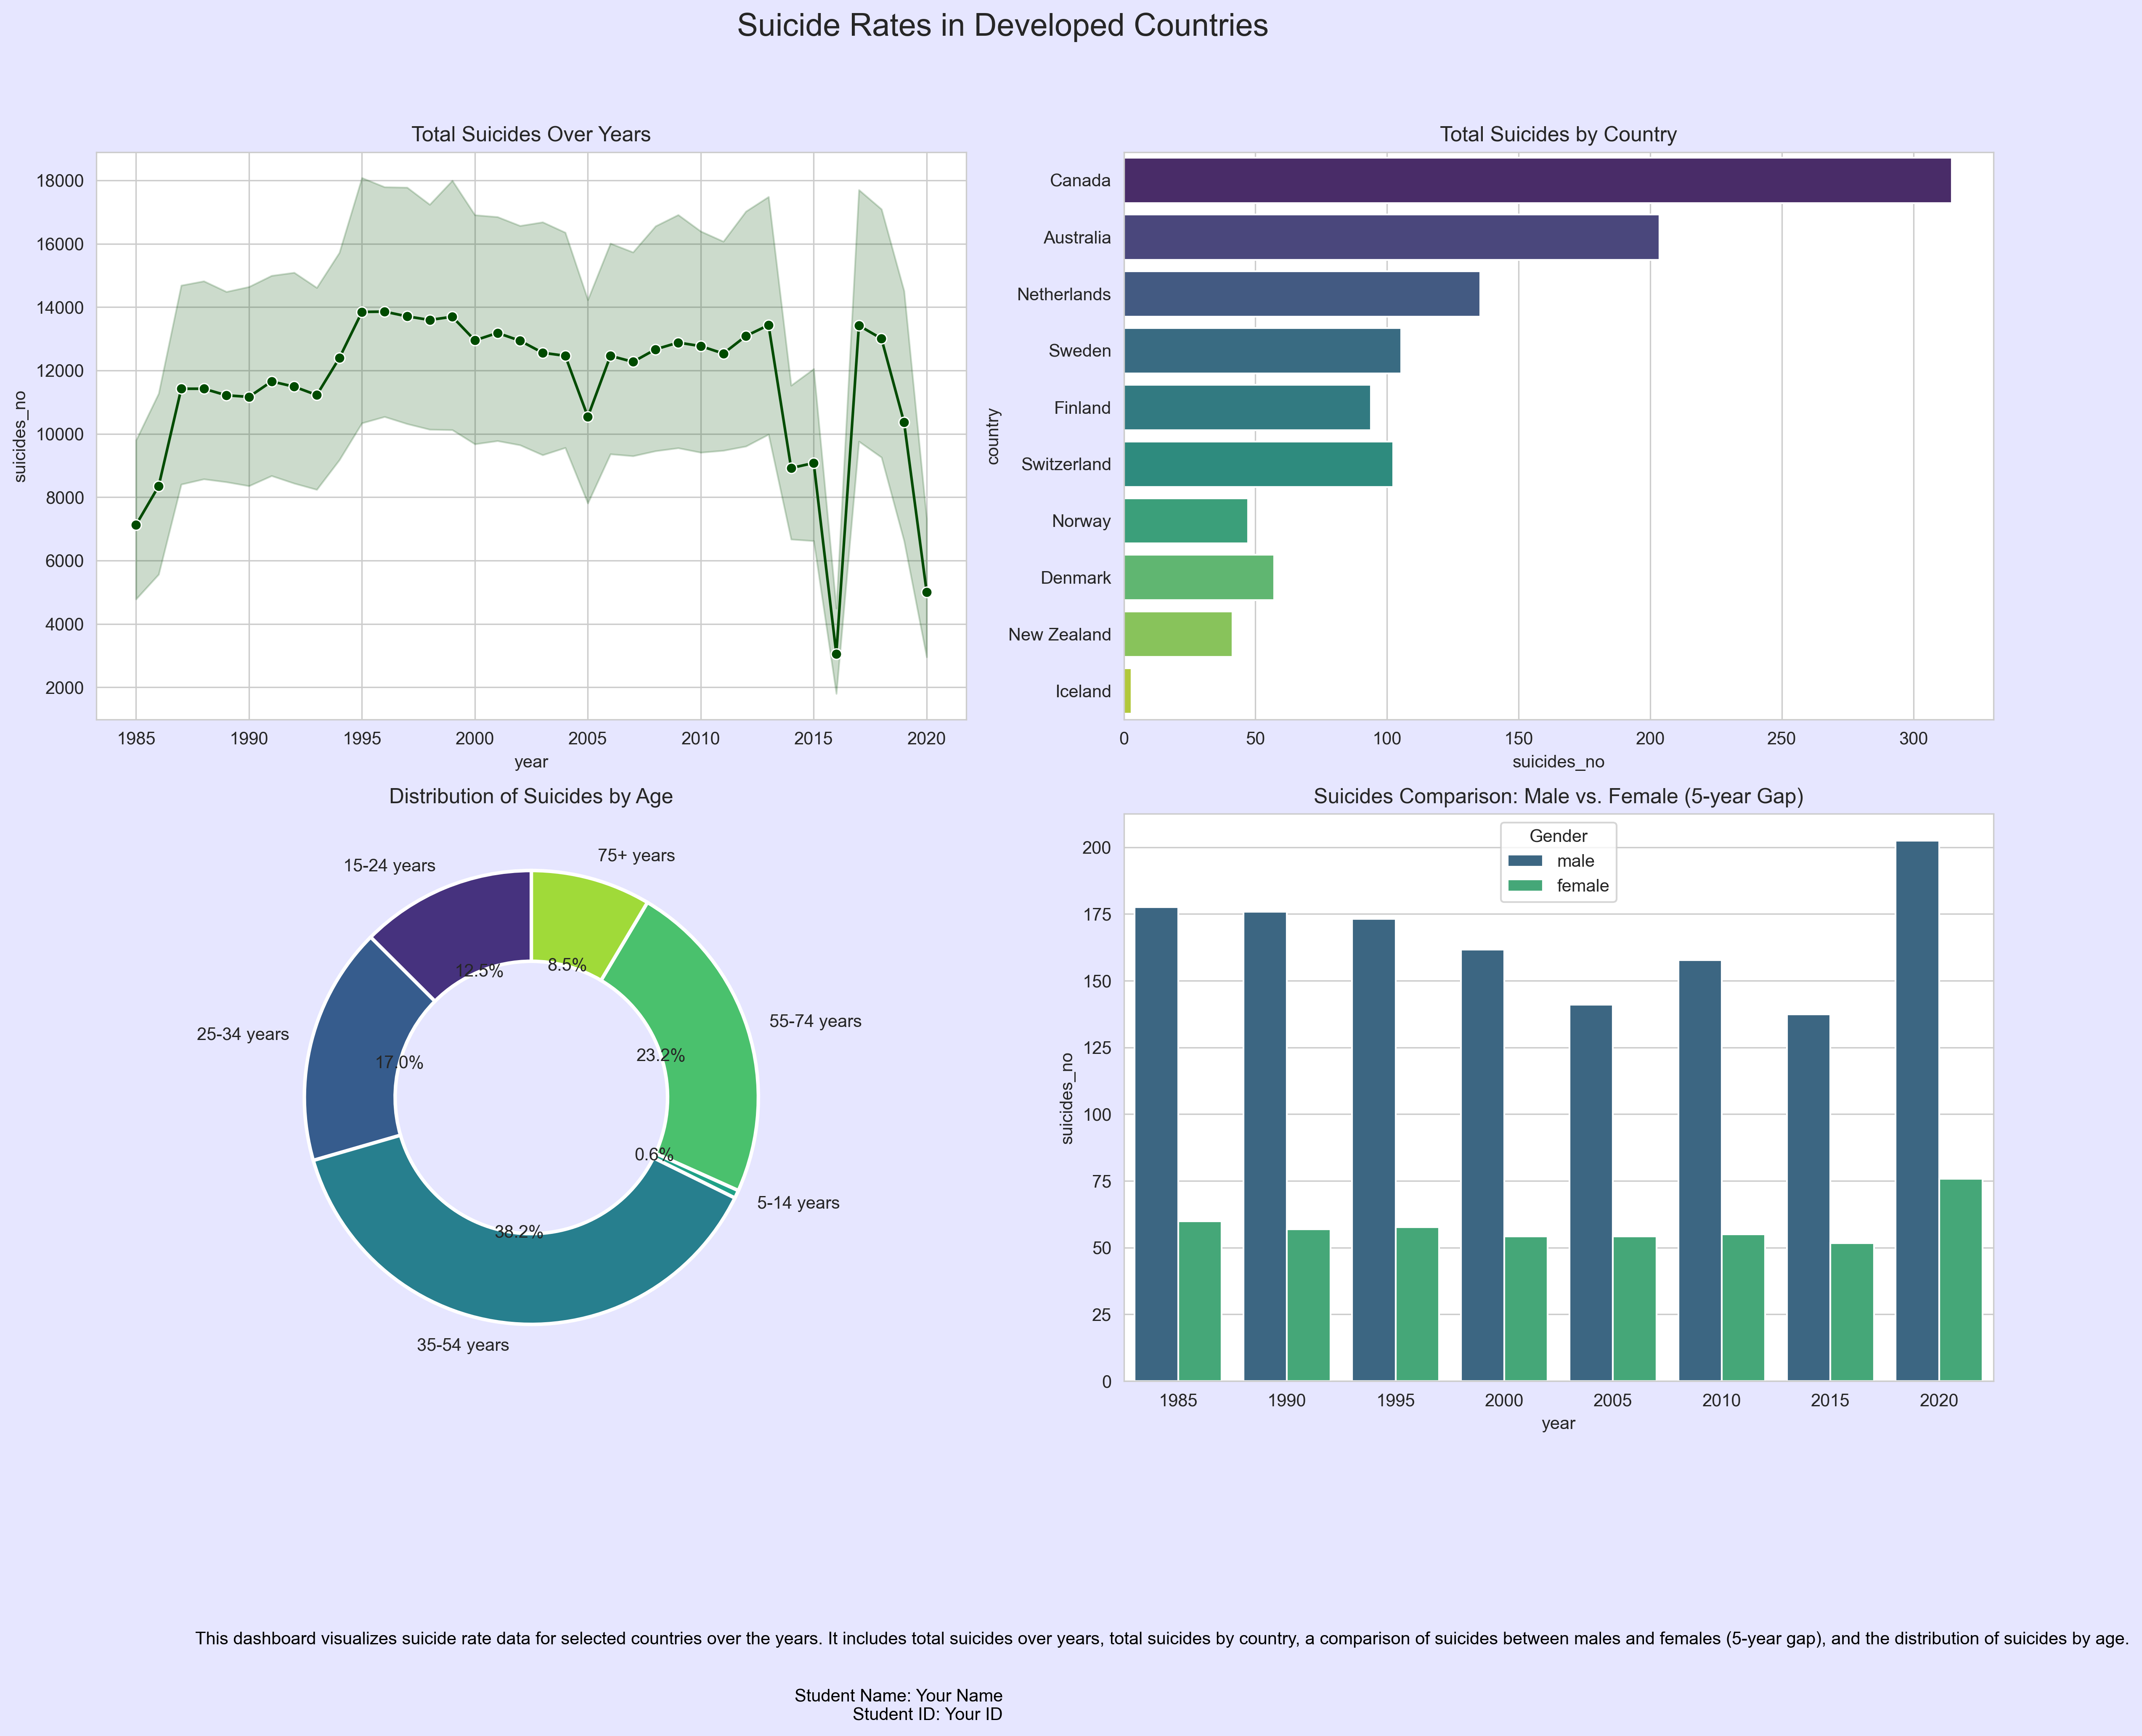 Suicide Rates in Developed Countries
Total Suicides Over Years
18000
16000
14000
12000
10000
8000
6000
4000
2000
suicides_no
1985 1990 1995 2000 2005 2010 2015 2020
year
Total Suicides by Country
Canada
Australia
Netherlands
Sweden
Finland
Switzerland
Norway
Denmark
New Zealand
Iceland
country
0 50 100 150 200 250 300
suicides_no
Distribution of Suicides by Age
75+ years
15-24 years
12.5% 8.5%
55-74 years
25-34 years
23.2%
17.0%
0.6%
5-14 years
38.2%
35-54 years
Suicides Comparison: Male vs. Female (5-year Gap)
Gender
male
female
200
175
150
125
100
75
50
25
0
suicides_no
1985 1990 1995 2000 2005 2010 2015 2020
year
This dashboard visualizes suicide rate data for selected countries over the years. It includes total suicides over years, total suicides by country, a comparison of suicides between males and females (5-year gap), and the distribution of suicides by age.
Student Name: Your Name
Student ID: Your ID